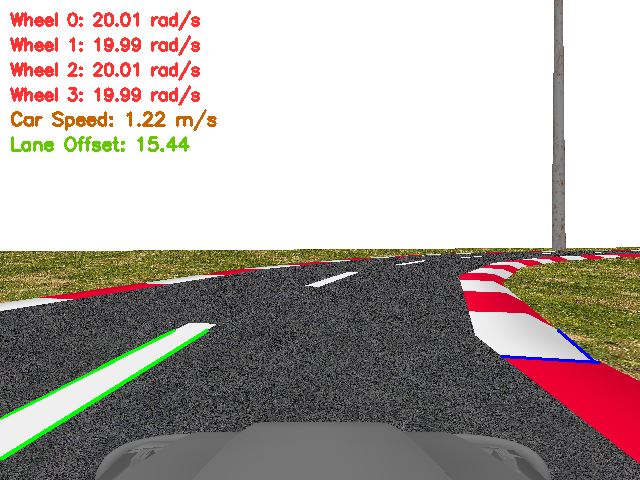 Wheel 0: 20.01 rad/s
Wheel 1: 19.99 rad/s
Wheel 2: 20.01 rad/s
Wheel 3: 19.99 rad/s
Car Speed: 1.22 m/s
Lane Offset: 15.44